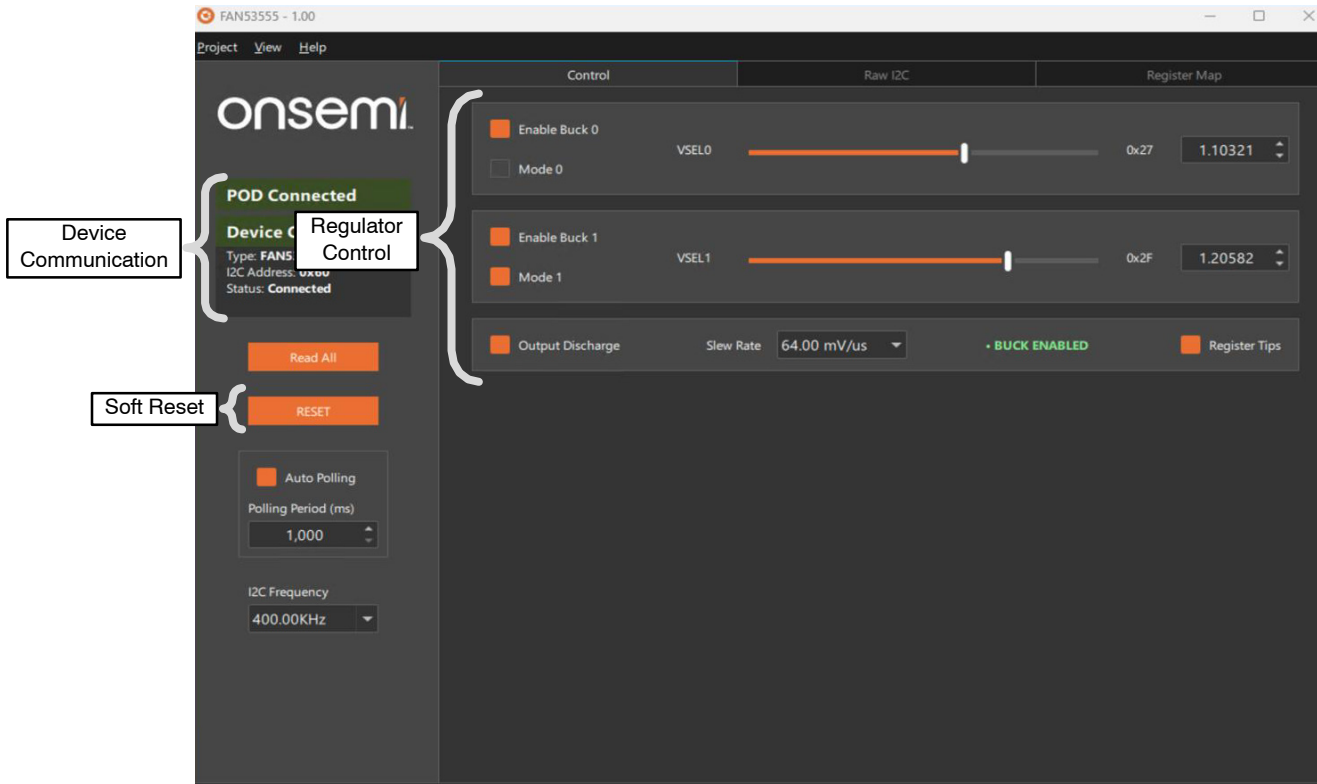 FAN53555 - 1.00
Project View Help
Control
Raw I2C
Register Map
onsemi
POD Connected
Device
Type: FAN5
I2C Address: 0x60
Status: Connected
Device
Communication
Read All
RESET
Soft Reset
Auto Polling
Polling Period (ms)
1,000
I2C Frequency
400.00KHz
Regulator
Control
Enable Buck 0
Mode 0
VSEL0
0x27
1.10321
Enable Buck 1
Mode 1
VSEL1
0x2F
1.20582
Output Discharge
Slew Rate
64.00 mV/us
• BUCK ENABLED
Register Tips